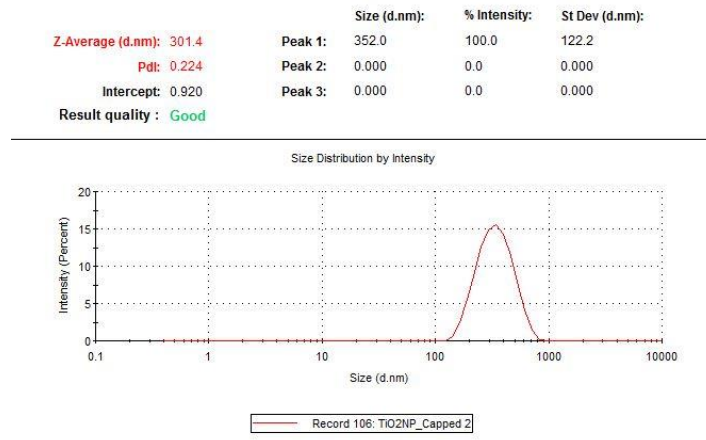 Size (d.nm): % Intensity: St Dev (d.nm):
Z-Average (d.nm): 301.4 Peak 1: 352.0 100.0 122.2
PdI: 0.224 Peak 2: 0.000 0.0 0.000
Intercept: 0.920 Peak 3: 0.000 0.0 0.000
Result quality : Good
Size Distribution by Intensity
Intensity (Percent)
20
15
10
5
0
0.1 1 10 100 1000 10000
Size (d.nm)
Record 106: TiO2NP_Capped 2